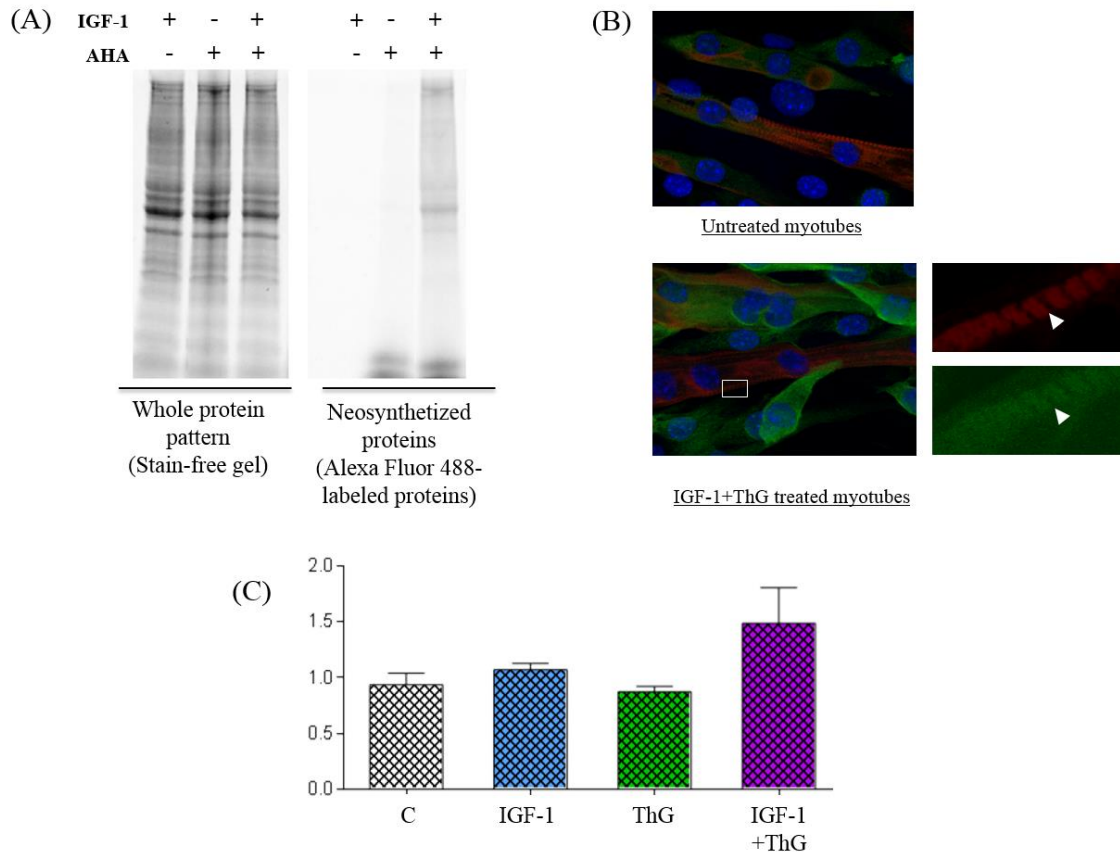 (A)
IGF-1 + - + + - +
AHA - + + - + +
Whole protein
pattern
(Stain-free gel)
Neosynthetized
proteins
(Alexa Fluor 488-
labeled proteins)
(B)
Untreated myotubes
IGF-1+ThG treated myotubes
(C)
2.0
1.5
1.0
0.5
0.0
C
IGF-1
ThG
IGF-1
+ThG